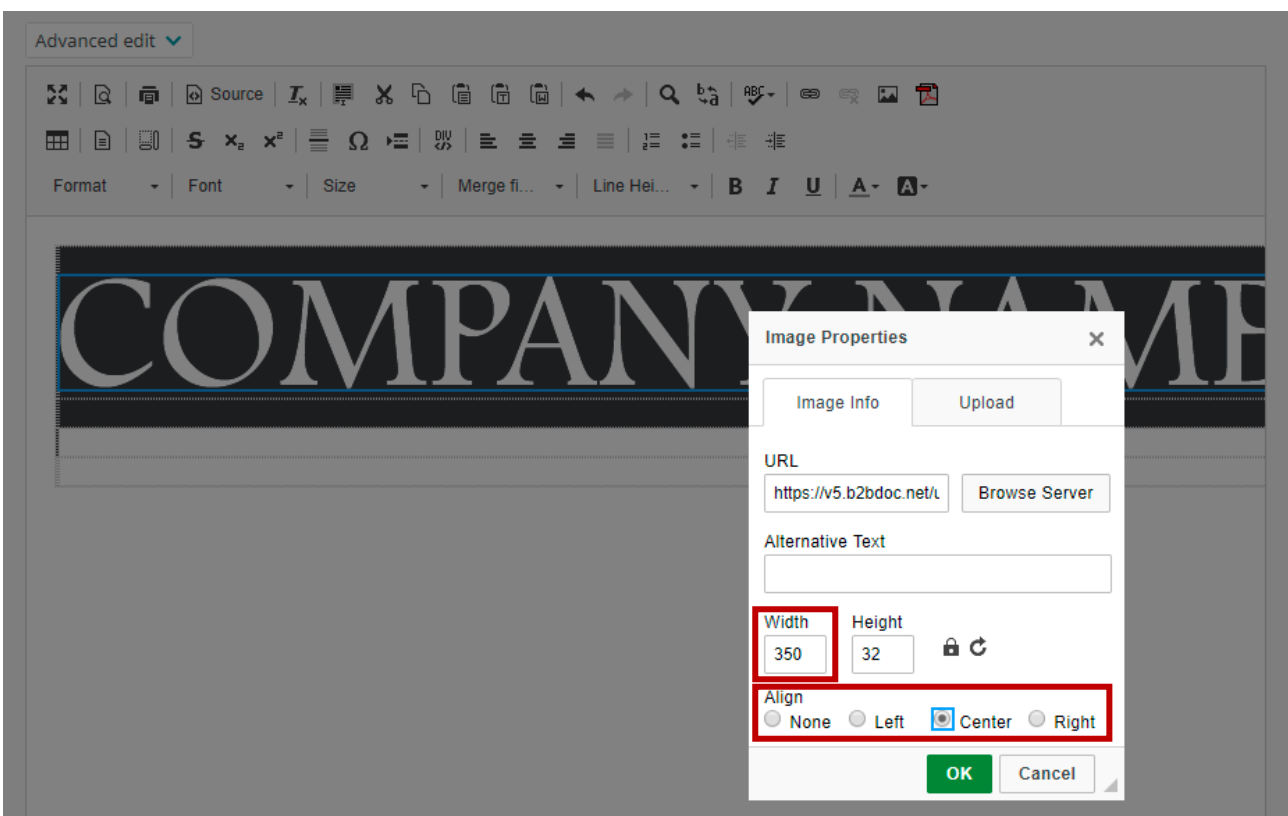 Advanced edit
Source
Format Font Size Merge fi... Line Hei... B I U A A
COMPANY NAME
Image Properties
Image Info Upload
URL
https://v5.b2bdoc.net/u Browse Server
Alternative Text
Width Height
350 32
Align
None Left Center Right
OK Cancel